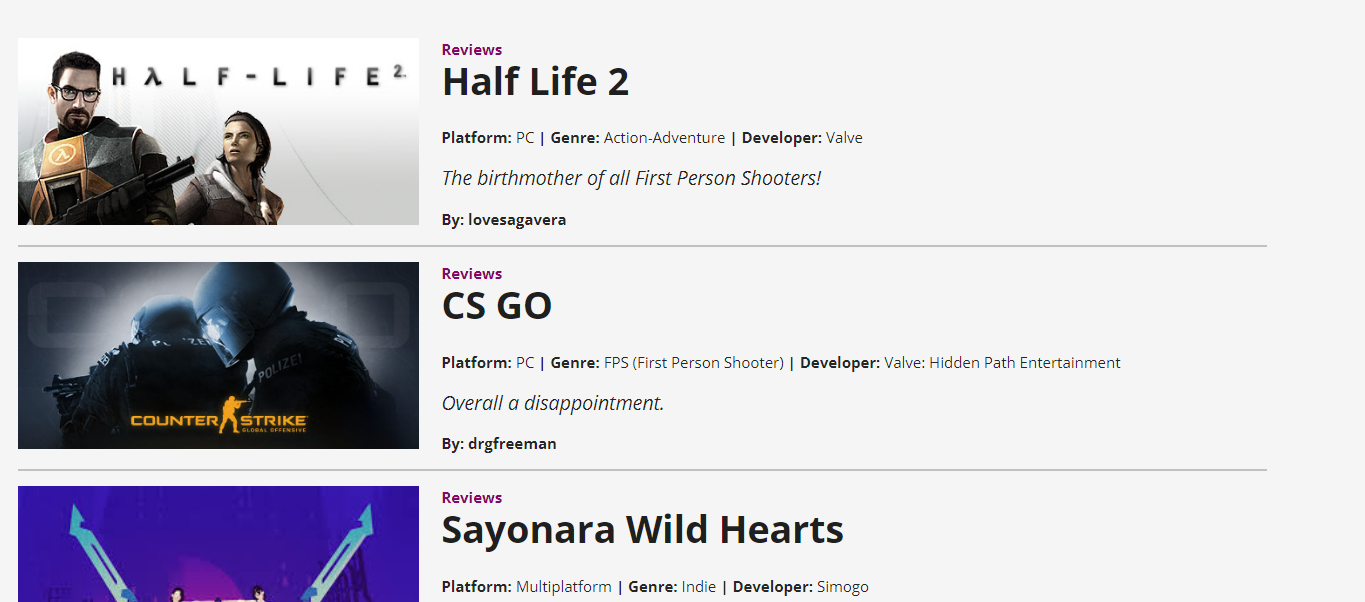 HALF-LIFE 2
Reviews
Half Life 2
Platform: PC | Genre: Action-Adventure | Developer: Valve
The birthmother of all First Person Shooters!
By: lovesagavera
POLIZEI
POLIZEI
COUNTER STRIKE
GLOBAL OFFENSIVE
Reviews
CS GO
Platform: PC | Genre: FPS (First Person Shooter) | Developer: Valve: Hidden Path Entertainment
Overall a disappointment.
By: drgfreeman
Reviews
Sayonara Wild Hearts
Platform: Multiplatform | Genre: Indie | Developer: Simogo